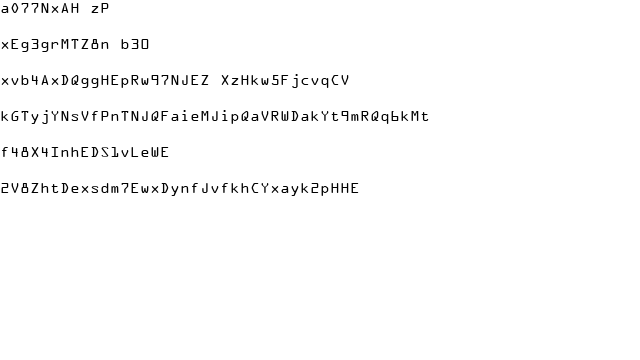 a077NxAH zP
xEg3grMTZ8n b30
xvb4AxDQggHEpRw97NJEZ XzHkw5FjcvqCV
kGTyjYNsVfPnTNJQFaieMJipQaVRWDakYt9mRQq6kMt
f48X4InhEDS1vLeWE
2V8ZhtDexsdm7EwxDynfJvfkhCYxayk2pHHE